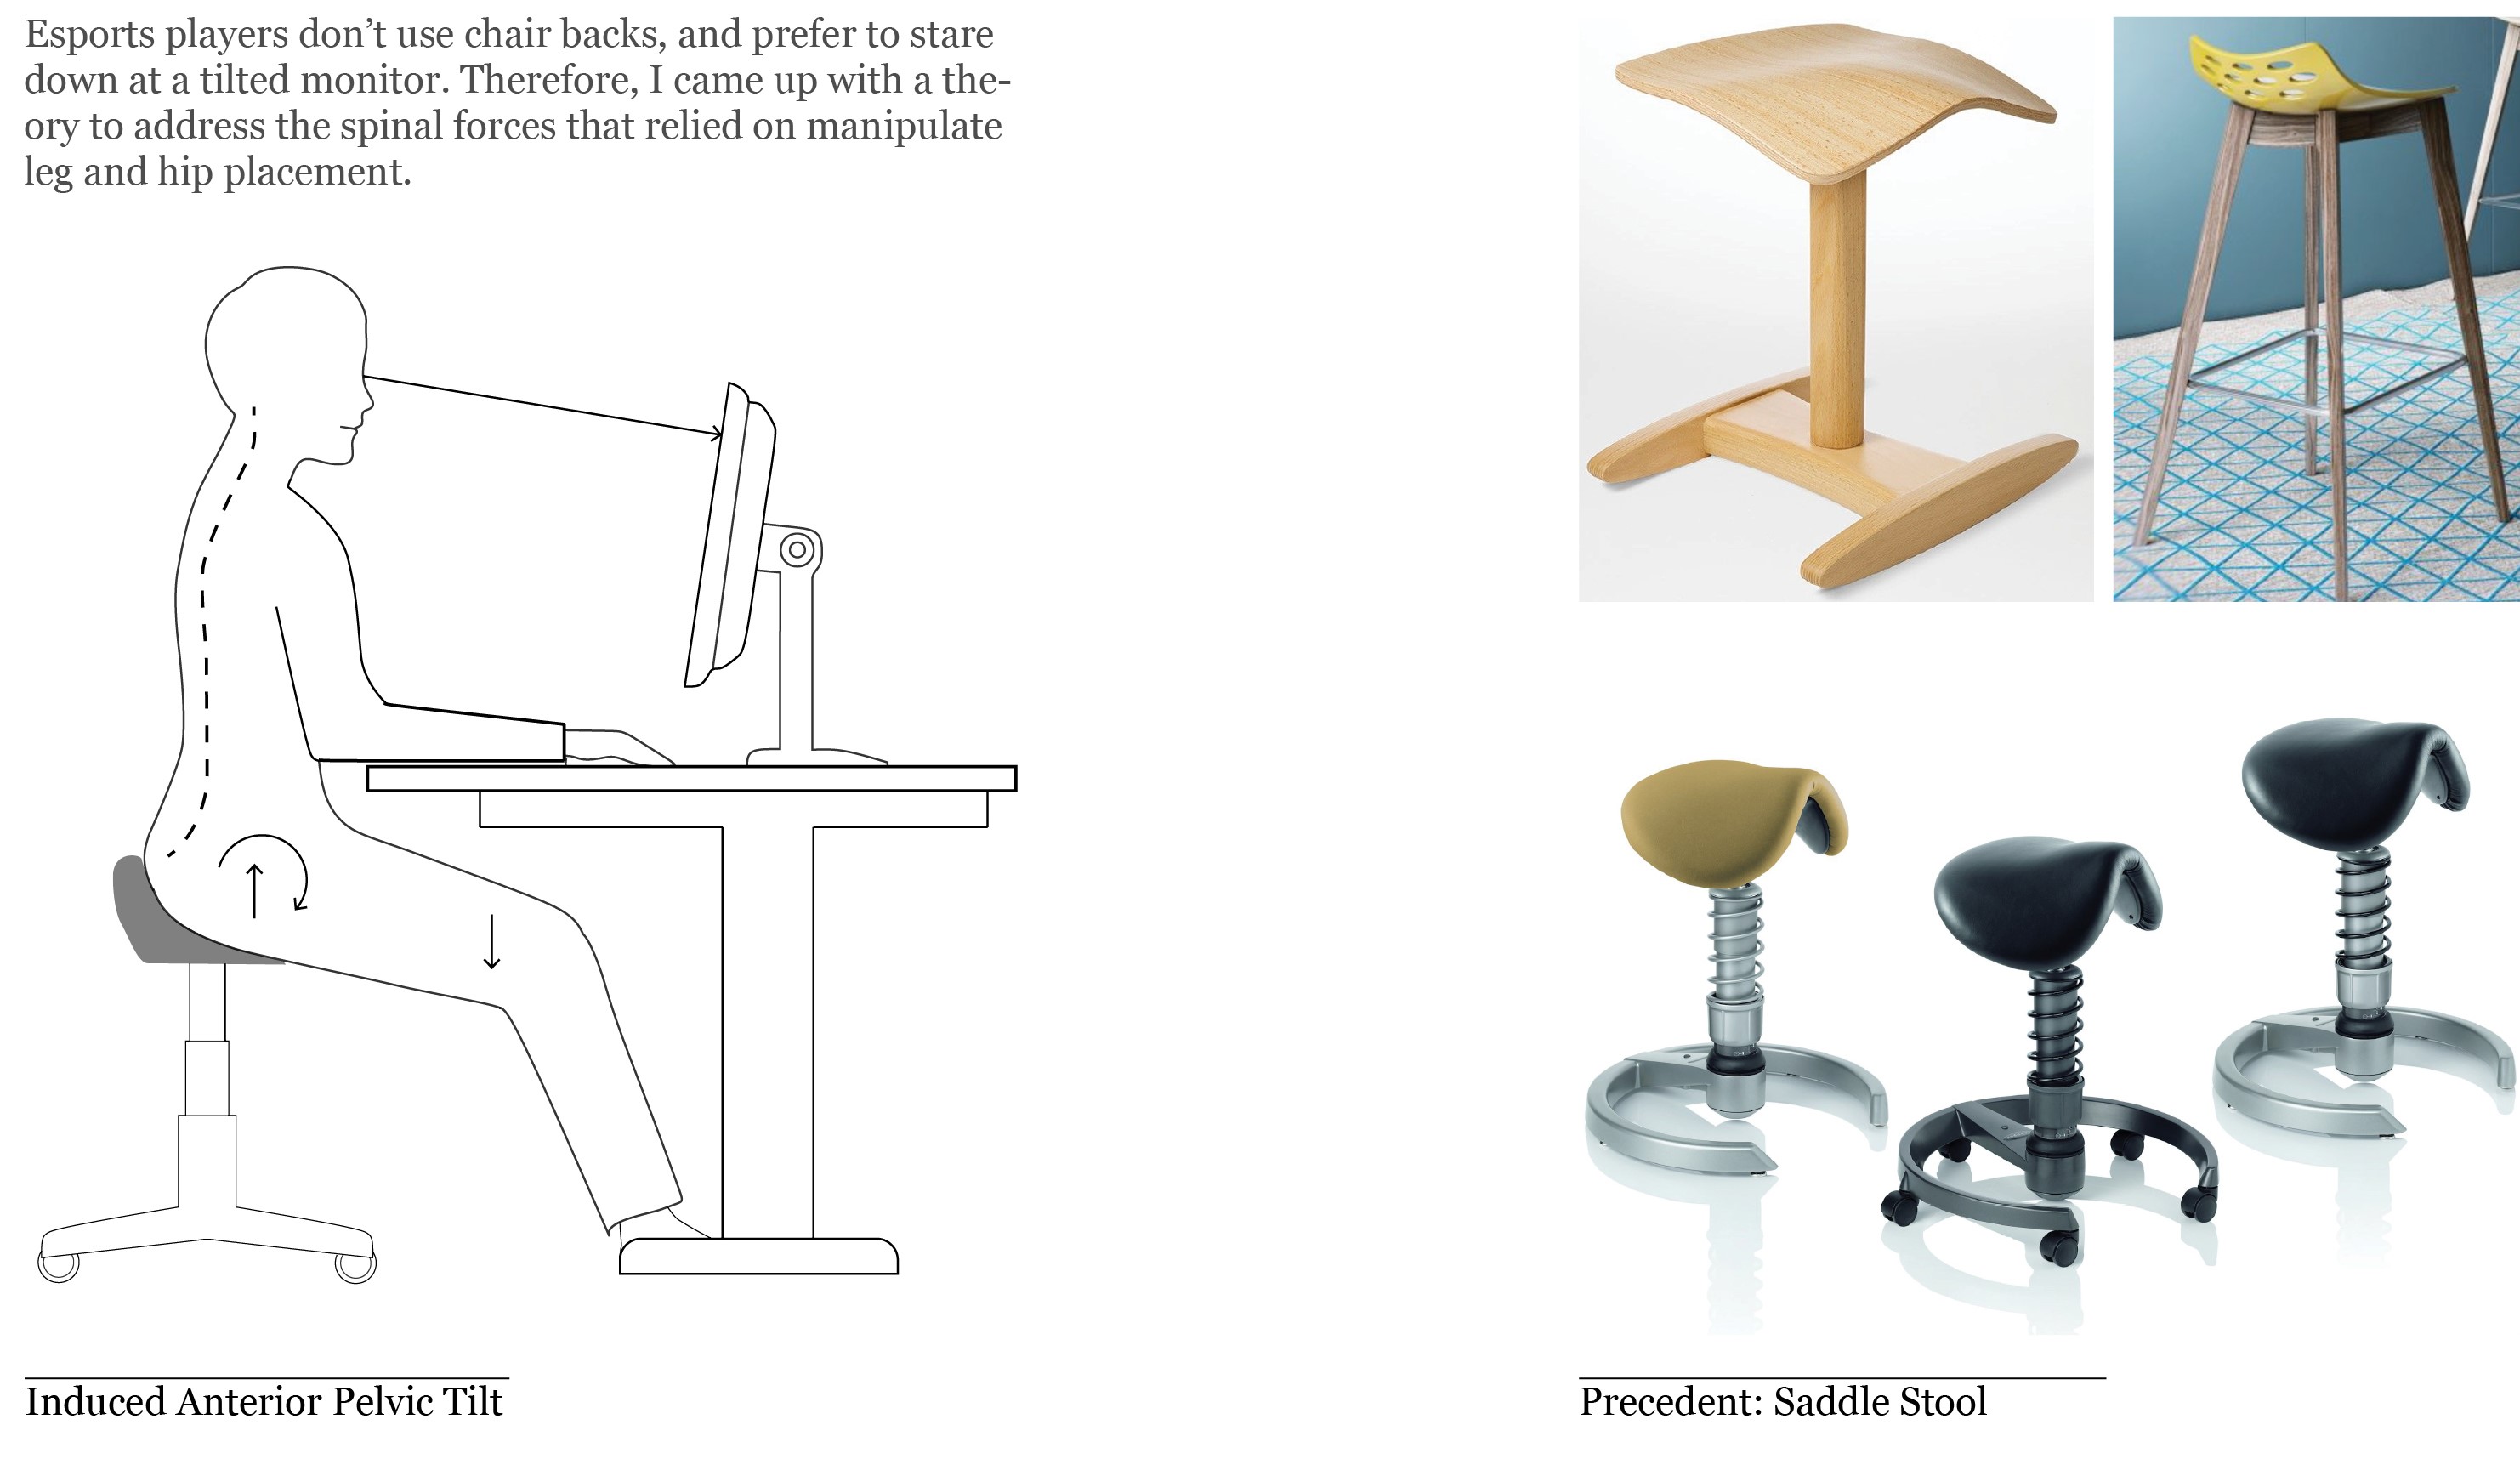 Esports players don’t use chair backs, and prefer to stare
down at a tilted monitor. Therefore, I came up with a the-
ory to address the spinal forces that relied on manipulate
leg and hip placement.
Induced Anterior Pelvic Tilt
Precedent: Saddle Stool